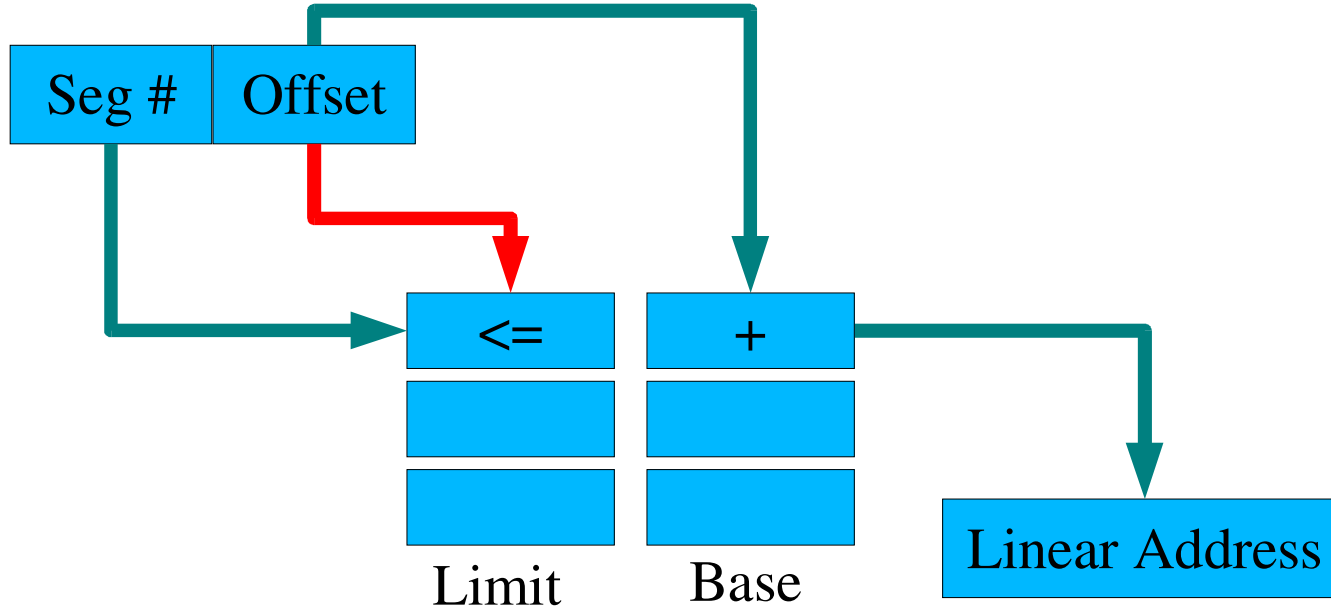 Seg #
Offset
<=
+
Limit
Base
Linear Address